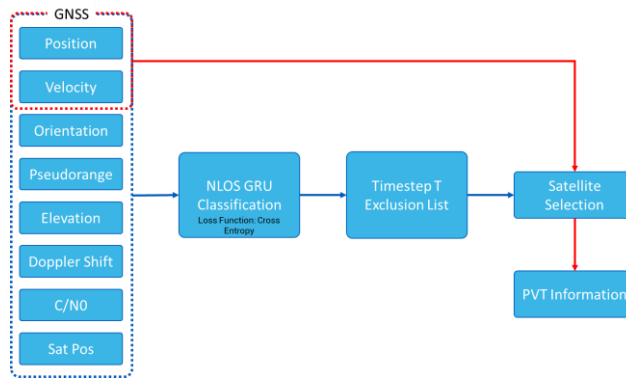 GNSS
Position
Velocity
Orientation
Pseudorange
Elevation
Doppler Shift
C/N0
Sat Pos
NLOS GRU
Classification
Loss Function: Cross
Entropy
Timestep T
Exclusion List
Satellite
Selection
PVT Information